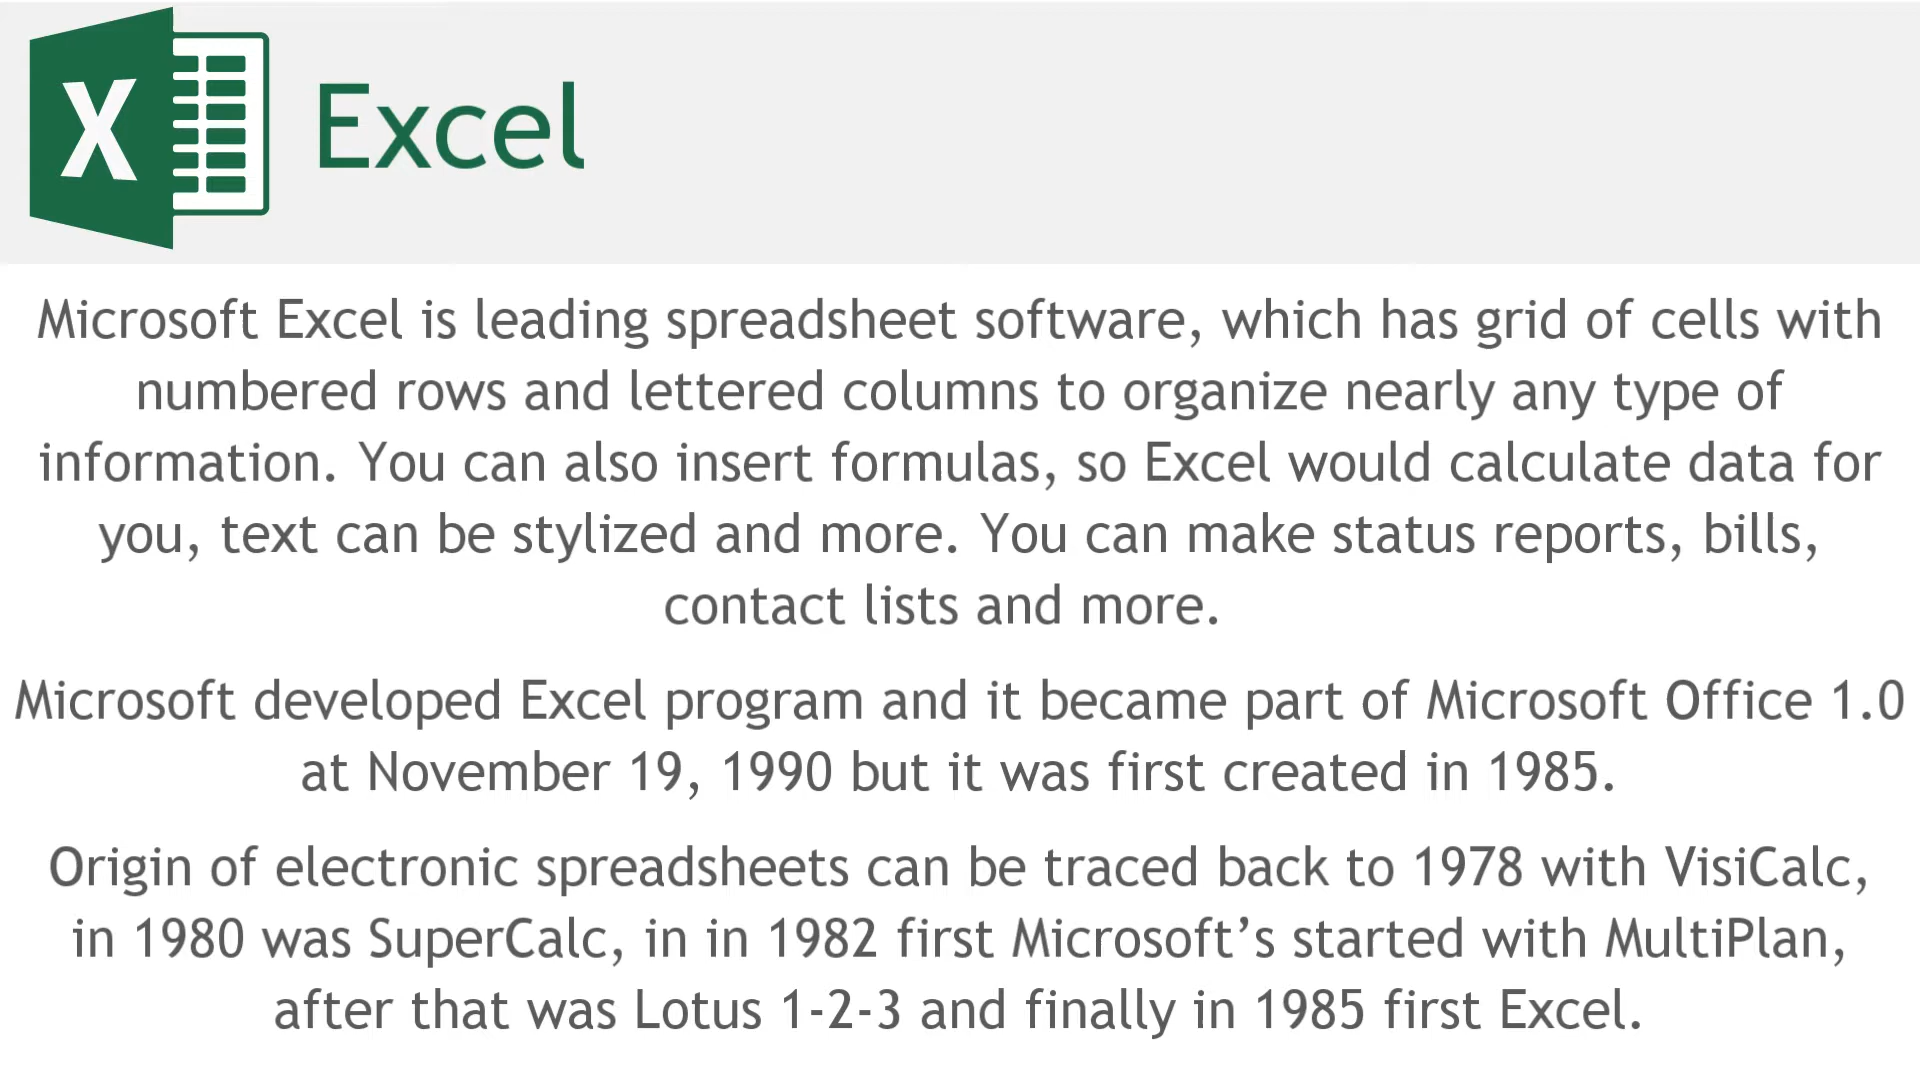 X
Excel
Microsoft Excel is leading spreadsheet software, which has grid of cells with
numbered rows and lettered columns to organize nearly any type of
information. You can also insert formulas, so Excel would calculate data for
you, text can be stylized and more. You can make status reports, bills,
contact lists and more.
Microsoft developed Excel program and it became part of Microsoft Office 1.0
at November 19, 1990 but it was first created in 1985.
Origin of electronic spreadsheets can be traced back to 1978 with VisiCalc,
in 1980 was SuperCalc, in in 1982 first Microsoft’s started with MultiPlan,
after that was Lotus 1-2-3 and finally in 1985 first Excel.